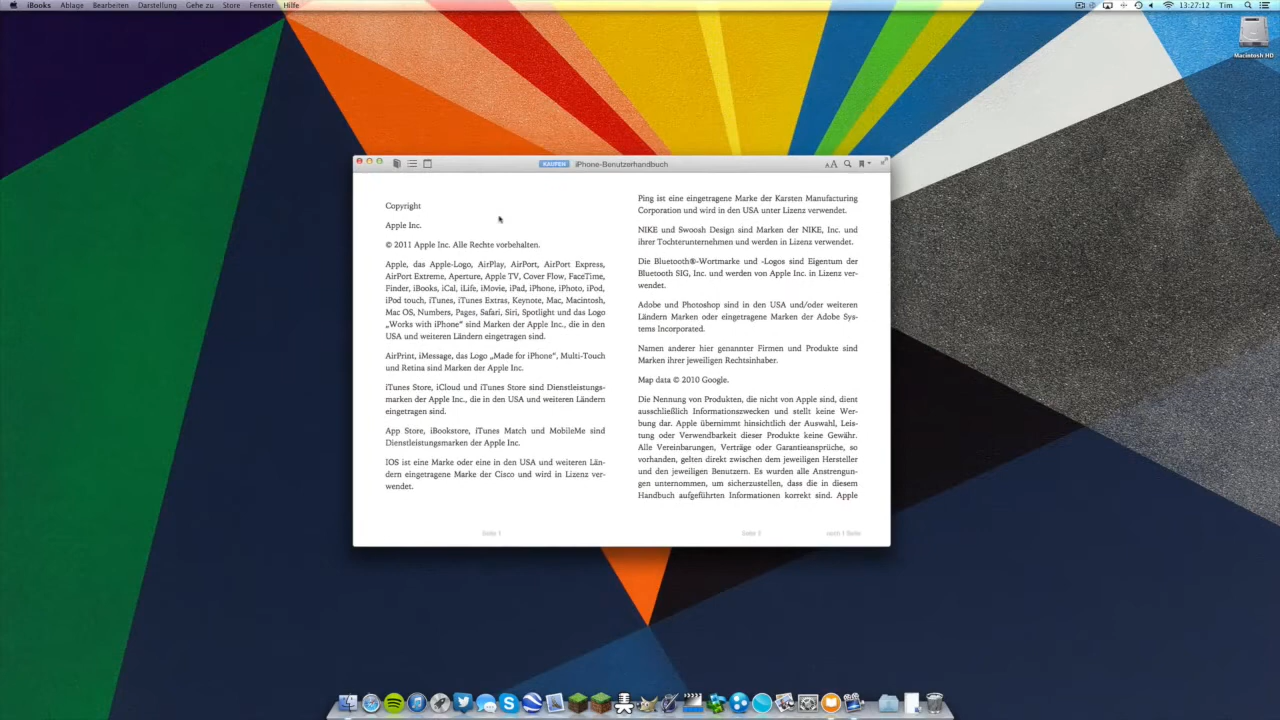 iBooks Ablage Bearbeiten Darstellung Gehe zu Store Fenster Hilfe
13:27:12 Tim
Macintosh HD
KAUFEN iPhone-Benutzerhandbuch
Copyright
Apple Inc.
© 2011 Apple Inc. Alle Rechte vorbehalten.
Apple, das Apple-Logo, AirPlay, AirPort, AirPort Express,
AirPort Extreme, Aperture, Apple TV, Cover Flow, FaceTime,
Finder, iBooks, iCal, iLife, iMovie, iPad, iPhone, iPhoto, iPod,
iPod touch, iTunes, iTunes Extras, Keynote, Mac, Macintosh,
Mac OS, Numbers, Pages, Safari, Siri, Spotlight und das Logo
„Works with iPhone“ sind Marken der Apple Inc., die in den
USA und weiteren Ländern eingetragen sind.
AirPrint, iMessage, das Logo „Made for iPhone“, Multi-Touch
und Retina sind Marken der Apple Inc.
iTunes Store, iCloud und iTunes Store sind Dienstleistungs-
marken der Apple Inc., die in den USA und weiteren Ländern
eingetragen sind.
App Store, iBookstore, iTunes Match und MobileMe sind
Dienstleistungsmarken der Apple Inc.
IOS ist eine Marke oder eine in den USA und weiteren Län-
dern eingetragene Marke der Cisco und wird in Lizenz ver-
wendet.
Seite 1
Ping ist eine eingetragene Marke der Karsten Manufacturing
Corporation und wird in den USA unter Lizenz verwendet.
NIKE und Swoosh Design sind Marken der NIKE, Inc. und
ihrer Tochterunternehmen und werden in Lizenz verwendet.
Die Bluetooth®-Wortmarke und -Logos sind Eigentum der
Bluetooth SIG, Inc. und werden von Apple Inc. in Lizenz ver-
wendet.
Adobe und Photoshop sind in den USA und/oder weiteren
Ländern Marken oder eingetragene Marken der Adobe Sys-
tems Incorporated.
Namen anderer hier genannter Firmen und Produkte sind
Marken ihrer jeweiligen Rechtsinhaber.
Map data © 2010 Google.
Die Nennung von Produkten, die nicht von Apple sind, dient
ausschließlich Informationszwecken und stellt keine Wer-
bung dar. Apple übernimmt hinsichtlich der Auswahl, Leis-
tung oder Verwendbarkeit dieser Produkte keine Gewähr.
Alle Vereinbarungen, Verträge oder Garantieansprüche, so
vorhanden, gelten direkt zwischen dem jeweiligen Hersteller
und den jeweiligen Benutzern. Es wurden alle Anstrengun-
gen unternommen, um sicherzustellen, dass die in diesem
Handbuch aufgeführten Informationen korrekt sind. Apple
Seite 2 noch 1 Seite